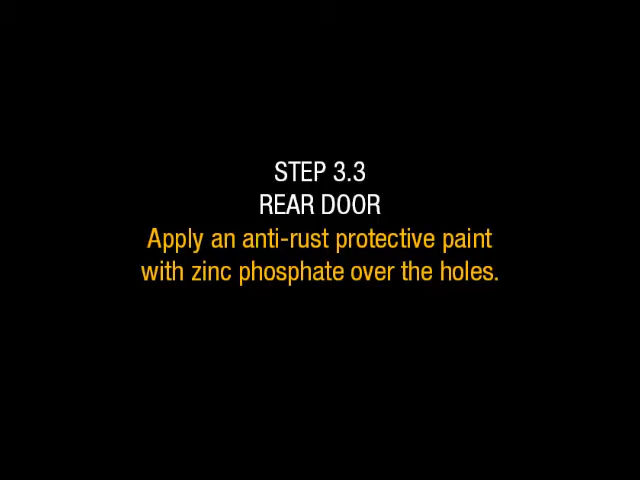 STEP 3.3
REAR DOOR
Apply an anti-rust protective paint
with zinc phosphate over the holes.